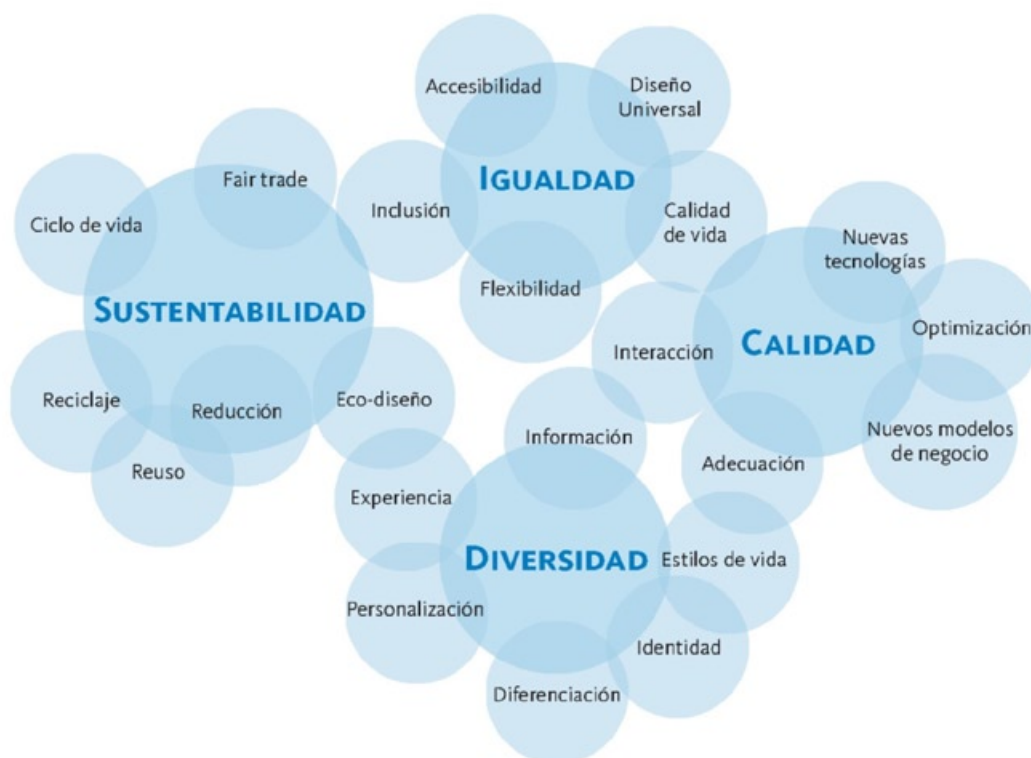 Accesibilidad
Diseño
Universal
IGUALDAD
Fair trade
Inclusión
Calidad
de vida
Ciclo de vida
Nuevas
tecnologías
Flexibilidad
SUSTENTABILIDAD
Interacción
CALIDAD
Optimización
Reciclaje
Reducción
Eco-diseño
Información
Nuevos modelos
de negocio
Reuso
Adecuación
Experiencia
DIVERSIDAD
Estilos de vida
Personalización
Identidad
Diferenciación